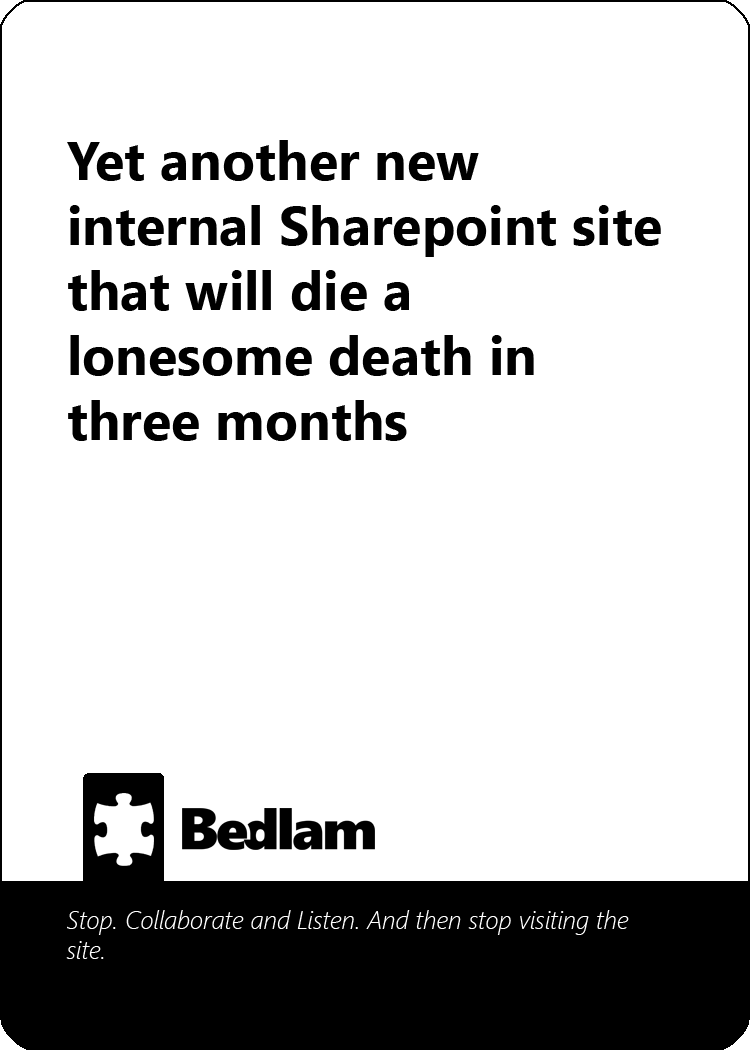 Yet another new
internal Sharepoint site
that will die a
lonesome death in
three months
Bedlam
Stop. Collaborate and Listen. And then stop visiting the
site.